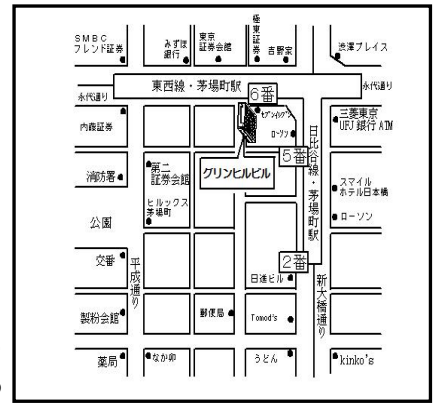 SMBC
フレンド証券
みずほ
銀行
東京
証券会館
極東証券
吉野家
渋澤プレイス
東西線・茅場町駅
6番
永代通り
永代通り
内藤証券
セブンイレブン
ローソン
三菱東京
UFJ銀行ATM
5番
日比谷線・茅場町駅
消防署
第二
証券会館
グリンヒルビル
スマイル
ホテル日本橋
ヒルックス
茅場町
ローソン
公園
交番
平成通り
2番
日進ビル
新大橋通り
製粉会館
郵便局
Tomod's
薬局
なか卯
うどん
kinko's